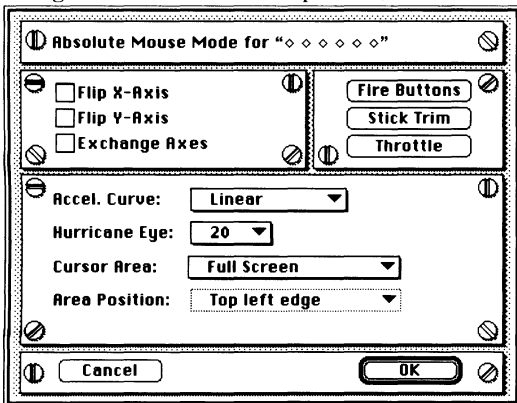 Absolute Mouse Mode for “◇ ◇ ◇ ◇ ◇ ◇”
Flip X-Axis
Flip Y-Axis
Exchange Axes
Fire Buttons
Stick Trim
Throttle
Accel. Curve: Linear
Hurricane Eye: 20
Cursor Area: Full Screen
Area Position: Top left edge
Cancel OK